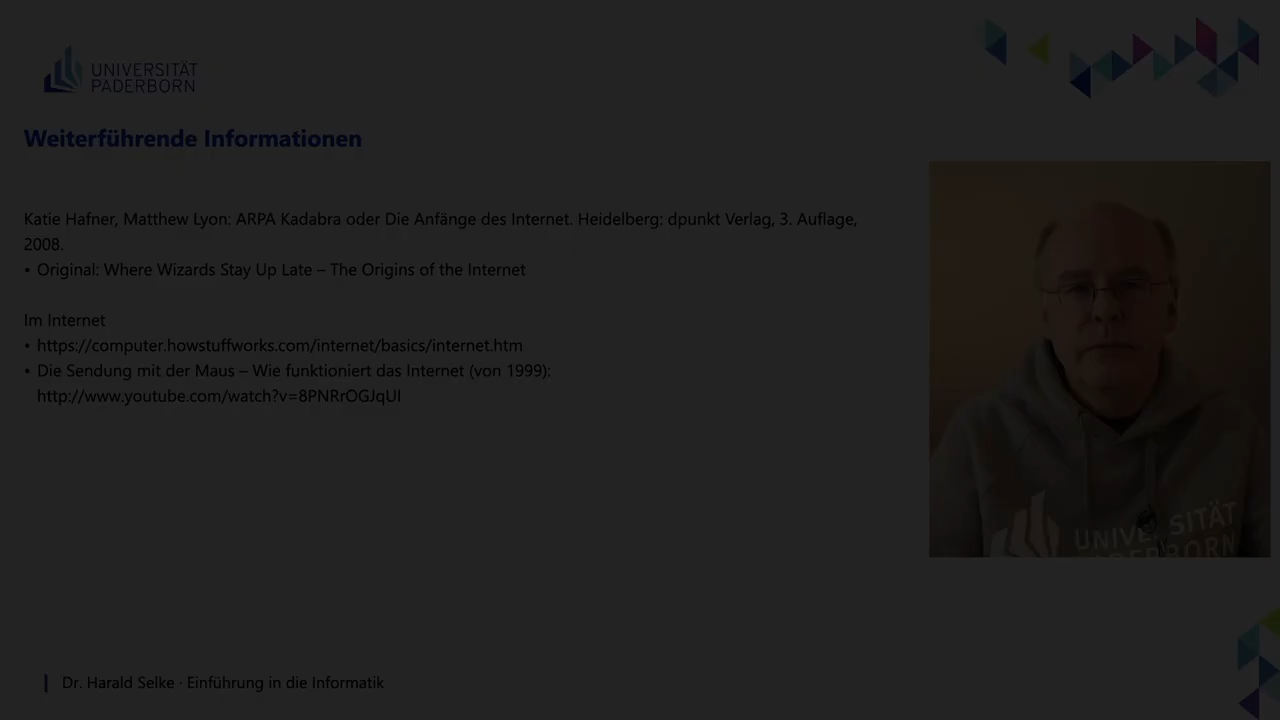 UNIVERSITÄT
PADERBORN
Weiterführende Informationen
Katie Hafner, Matthew Lyon: ARPA Kadabra oder Die Anfänge des Internet. Heidelberg: dpunkt Verlag, 3. Auflage,
2008.
• Original: Where Wizards Stay Up Late – The Origins of the Internet
Im Internet
• https://computer.howstuffworks.com/internet/basics/internet.htm
• Die Sendung mit der Maus – Wie funktioniert das Internet (von 1999):
http://www.youtube.com/watch?v=8PNRrOGJqUI
UNIVERSITÄT
PADERBORN
Dr. Harald Selke · Einführung in die Informatik